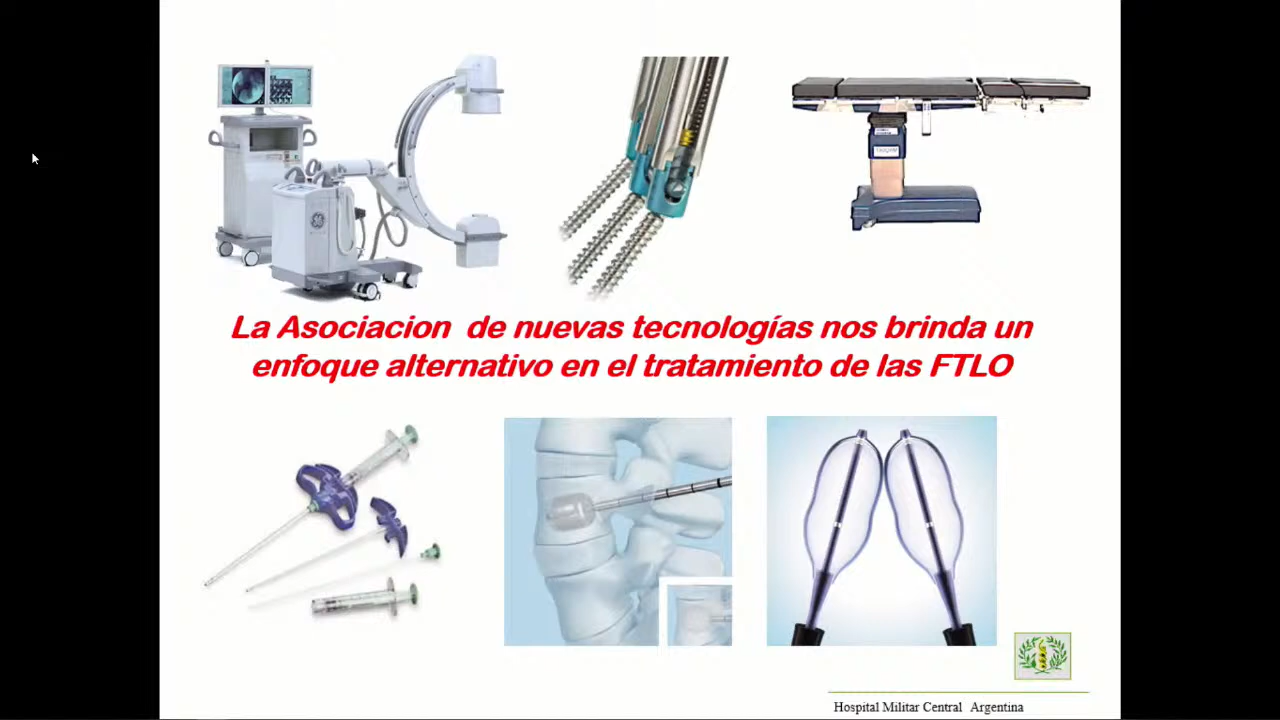 La Asociacion de nuevas tecnologías nos brinda un
enfoque alternativo en el tratamiento de las FTLO
Hospital Militar Central Argentina